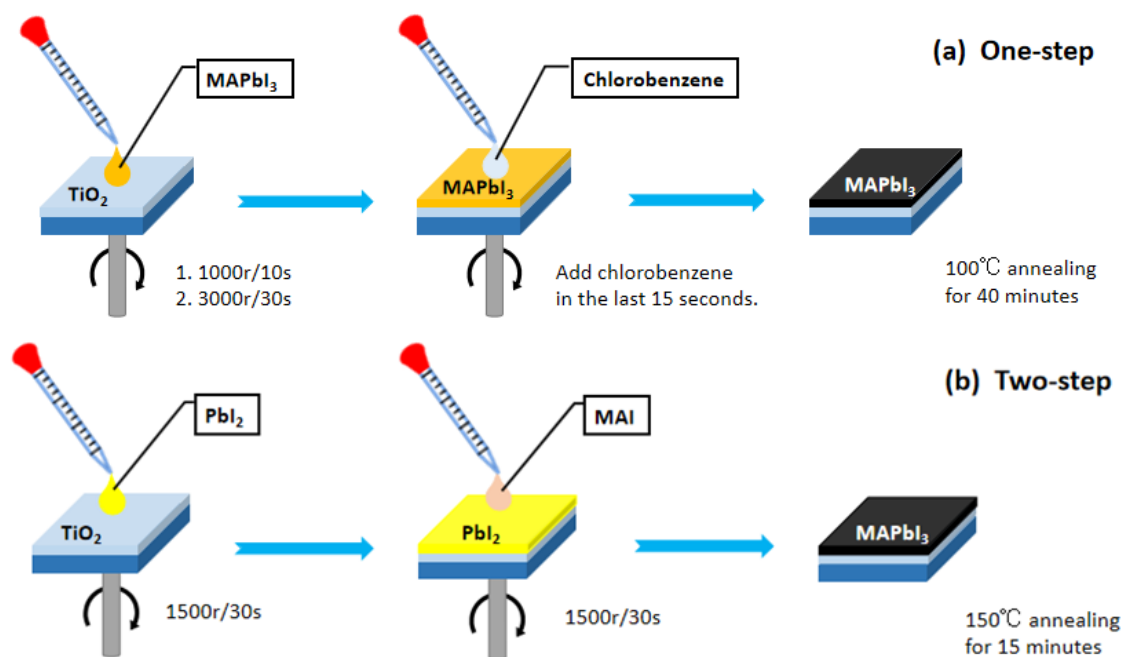 (a) One-step
MAPbI₃
Chlorobenzene
TiO₂
MAPbI₃
MAPbI₃
1. 1000r/10s
2. 3000r/30s
Add chlorobenzene
in the last 15 seconds.
100℃ annealing
for 40 minutes
(b) Two-step
PbI₂
MAI
TiO₂
PbI₂
MAPbI₃
1500r/30s
1500r/30s
150℃ annealing
for 15 minutes